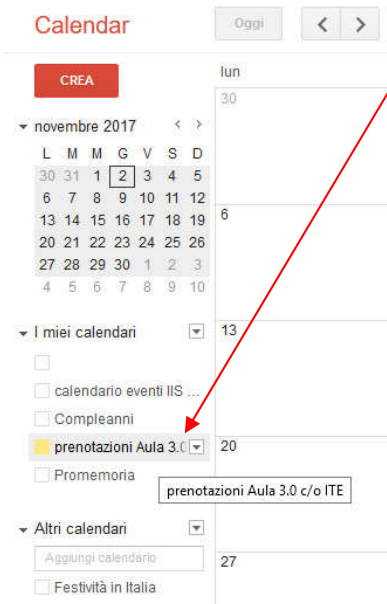 Calendar
Oggi
< >
CREA
novembre 2017 < >
L M M G V S D
30 31 1 2 3 4 5
6 7 8 9 10 11 12
13 14 15 16 17 18 19
20 21 22 23 24 25 26
27 28 29 30 1 2 3
4 5 6 7 8 9 10
I miei calendari
calendario eventi IIS ...
Compleanni
prenotazioni Aula 3.0
Promemoria
prenotazioni Aula 3.0 c/o ITE
Altri calendari
Aggiungi calendario
Festività in Italia
lun
30
6
13
20
27